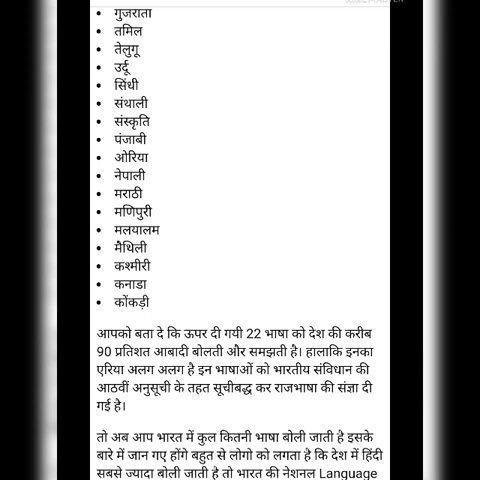 गुजराती
तमिल
तेलुगू
उर्दू
सिंधी
संथाली
संस्कृति
पंजाबी
ओरिया
नेपाली
मराठी
मणिपुरी
मलयालम
मैथिली
कश्मीरी
कनाडा
कोंकड़ी
आपको बता दे कि ऊपर दी गयी 22 भाषा को देश की करीब
90 प्रतिशत आबादी बोलती और समझती है। हालाकि इनका
एरिया अलग अलग है इन भाषाओं को भारतीय संविधान की
आठवीं अनुसूची के तहत सूचीबद्ध कर राजभाषा की संज्ञा दी
गई है।
तो अब आप भारत में कुल कितनी भाषा बोली जाती है इसके
बारे में जान गए होंगे बहुत से लोगो को लगता है कि देश में हिंदी
सबसे ज्यादा बोली जाती है तो भारत की नेशनल Language